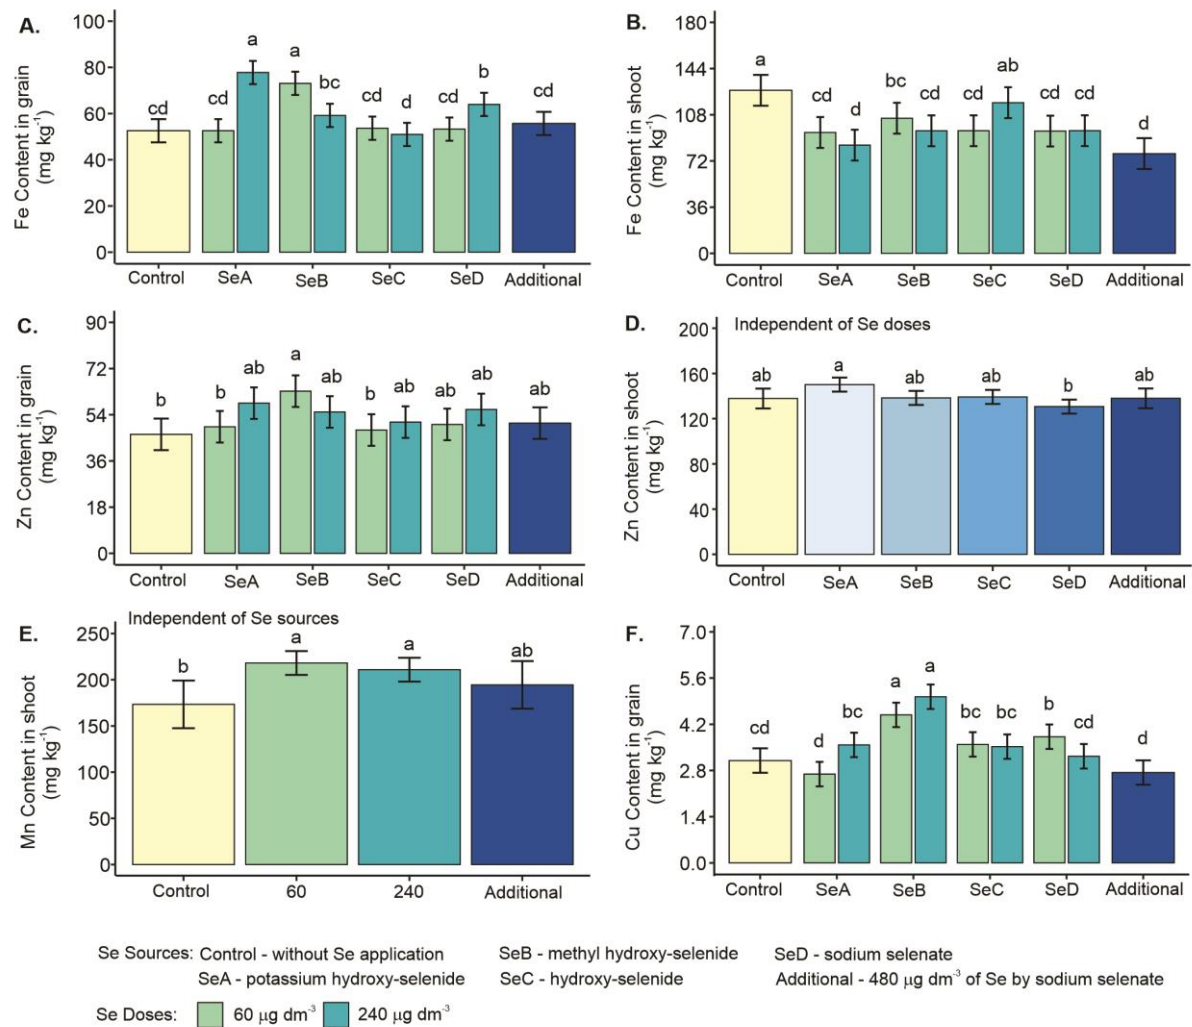 A.
Fe Content in grain
(mg kg⁻¹)
100
80
60
40
20
0
cd
cd
a
a
bc
cd
d
cd
b
cd
Control
SeA
SeB
SeC
SeD
Additional
B.
Fe Content in shoot
(mg kg⁻¹)
180
144
108
72
36
0
a
cd
d
bc
cd
cd
ab
cd
cd
d
Control
SeA
SeB
SeC
SeD
Additional
C.
Zn Content in grain
(mg kg⁻¹)
90
72
54
36
18
0
b
b
ab
a
ab
b
ab
ab
ab
ab
Control
SeA
SeB
SeC
SeD
Additional
D.
Independent of Se doses
Zn Content in shoot
(mg kg⁻¹)
200
160
120
80
40
0
ab
a
ab
ab
b
ab
Control
SeA
SeB
SeC
SeD
Additional
E.
Independent of Se sources
Mn Content in shoot
(mg kg⁻¹)
250
200
150
100
50
0
b
a
a
ab
Control
60
240
Additional
F.
Cu Content in grain
(mg kg⁻¹)
7.0
5.6
4.2
2.8
1.4
0.0
cd
d
bc
a
a
bc
bc
b
cd
d
Control
SeA
SeB
SeC
SeD
Additional
Se Sources: Control - without Se application
SeB - methyl hydroxy-selenide
SeD - sodium selenate
SeA - potassium hydroxy-selenide
SeC - hydroxy-selenide
Additional - 480 µg dm⁻³ of Se by sodium selenate
Se Doses: 60 µg dm⁻³ 240 µg dm⁻³